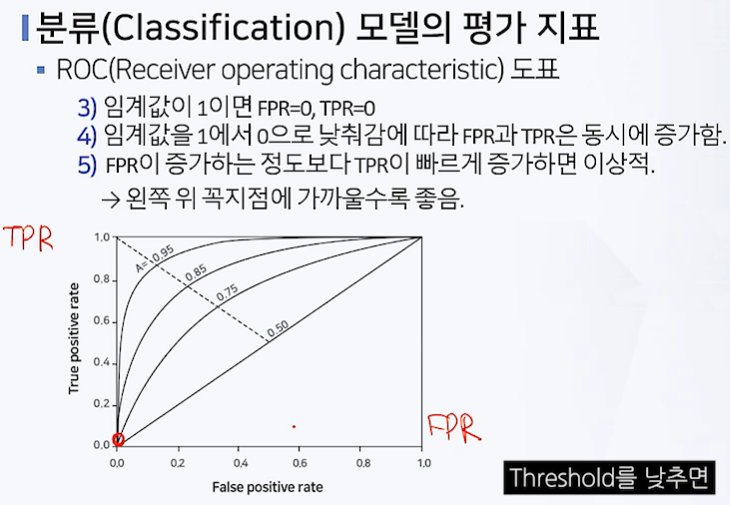 분류(Classification) 모델의 평가 지표
ROC(Receiver operating characteristic) 도표
3) 임계값이 1이면 FPR=0, TPR=0
4) 임계값을 1에서 0으로 낮춰감에 따라 FPR과 TPR은 동시에 증가함.
5) FPR이 증가하는 정도보다 TPR이 빠르게 증가하면 이상적.
→ 왼쪽 위 꼭지점에 가까울수록 좋음.
TPR
1.0
0.8
0.6
0.4
0.2
0.0
True positive rate
A= 0.95
0.85
0.75
0.50
FPR
0.0 0.2 0.4 0.6 0.8 1.0
False positive rate
Threshold를 낮추면